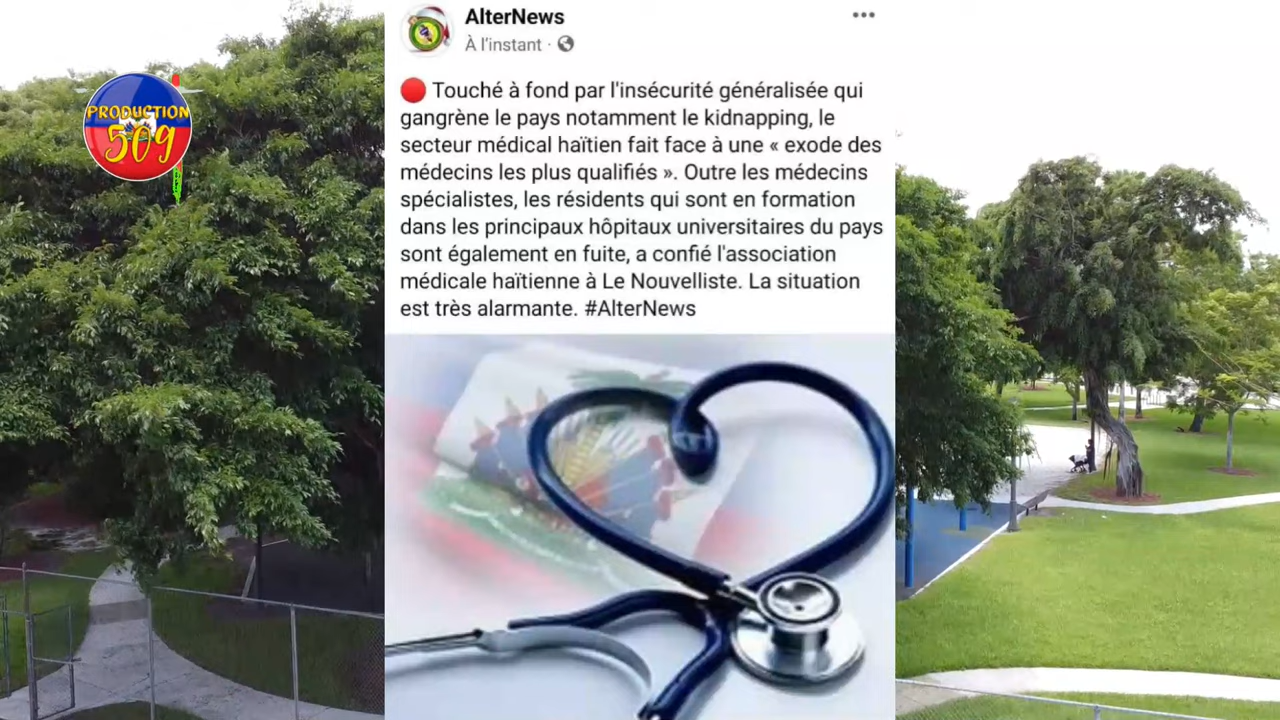 PRODUCTION
509
AlterNews
À l'instant ·
Touché à fond par l'insécurité généralisée qui
gangrène le pays notamment le kidnapping, le
secteur médical haïtien fait face à une « exode des
médecins les plus qualifiés ». Outre les médecins
spécialistes, les résidents qui sont en formation
dans les principaux hôpitaux universitaires du pays
sont également en fuite, a confié l'association
médicale haïtienne à Le Nouvelliste. La situation
est très alarmante. #AlterNews